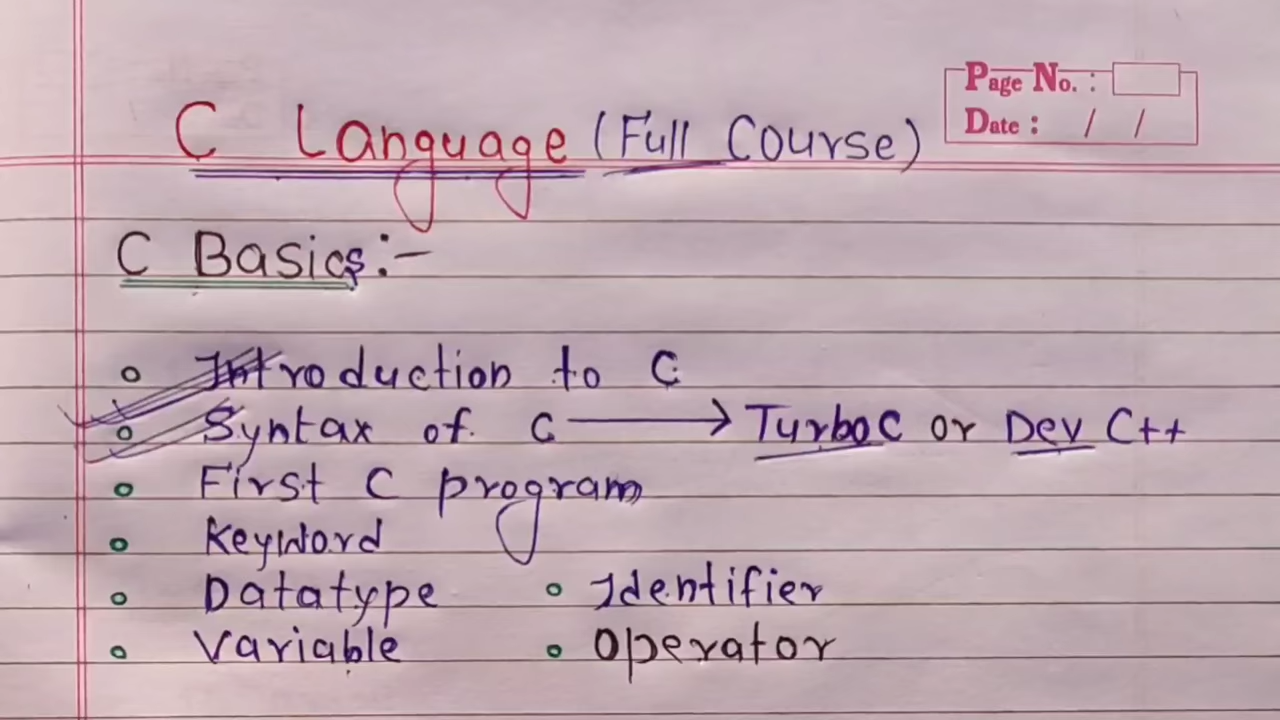 Page No. :
Date : / /
C Language (Full Course)
C Basics:-
Introduction to C
Syntax of C → TurboC or Dev C++
First C program
Keyword
Datatype
Identifier
Variable
Operator